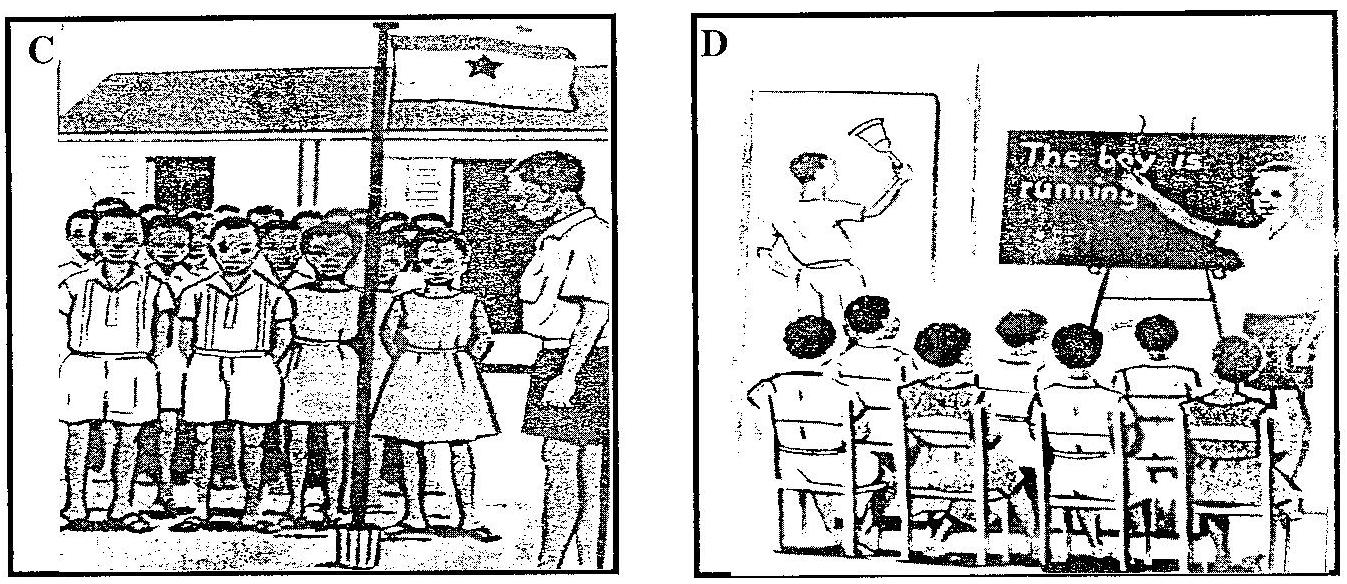 C
D
The boy is
running